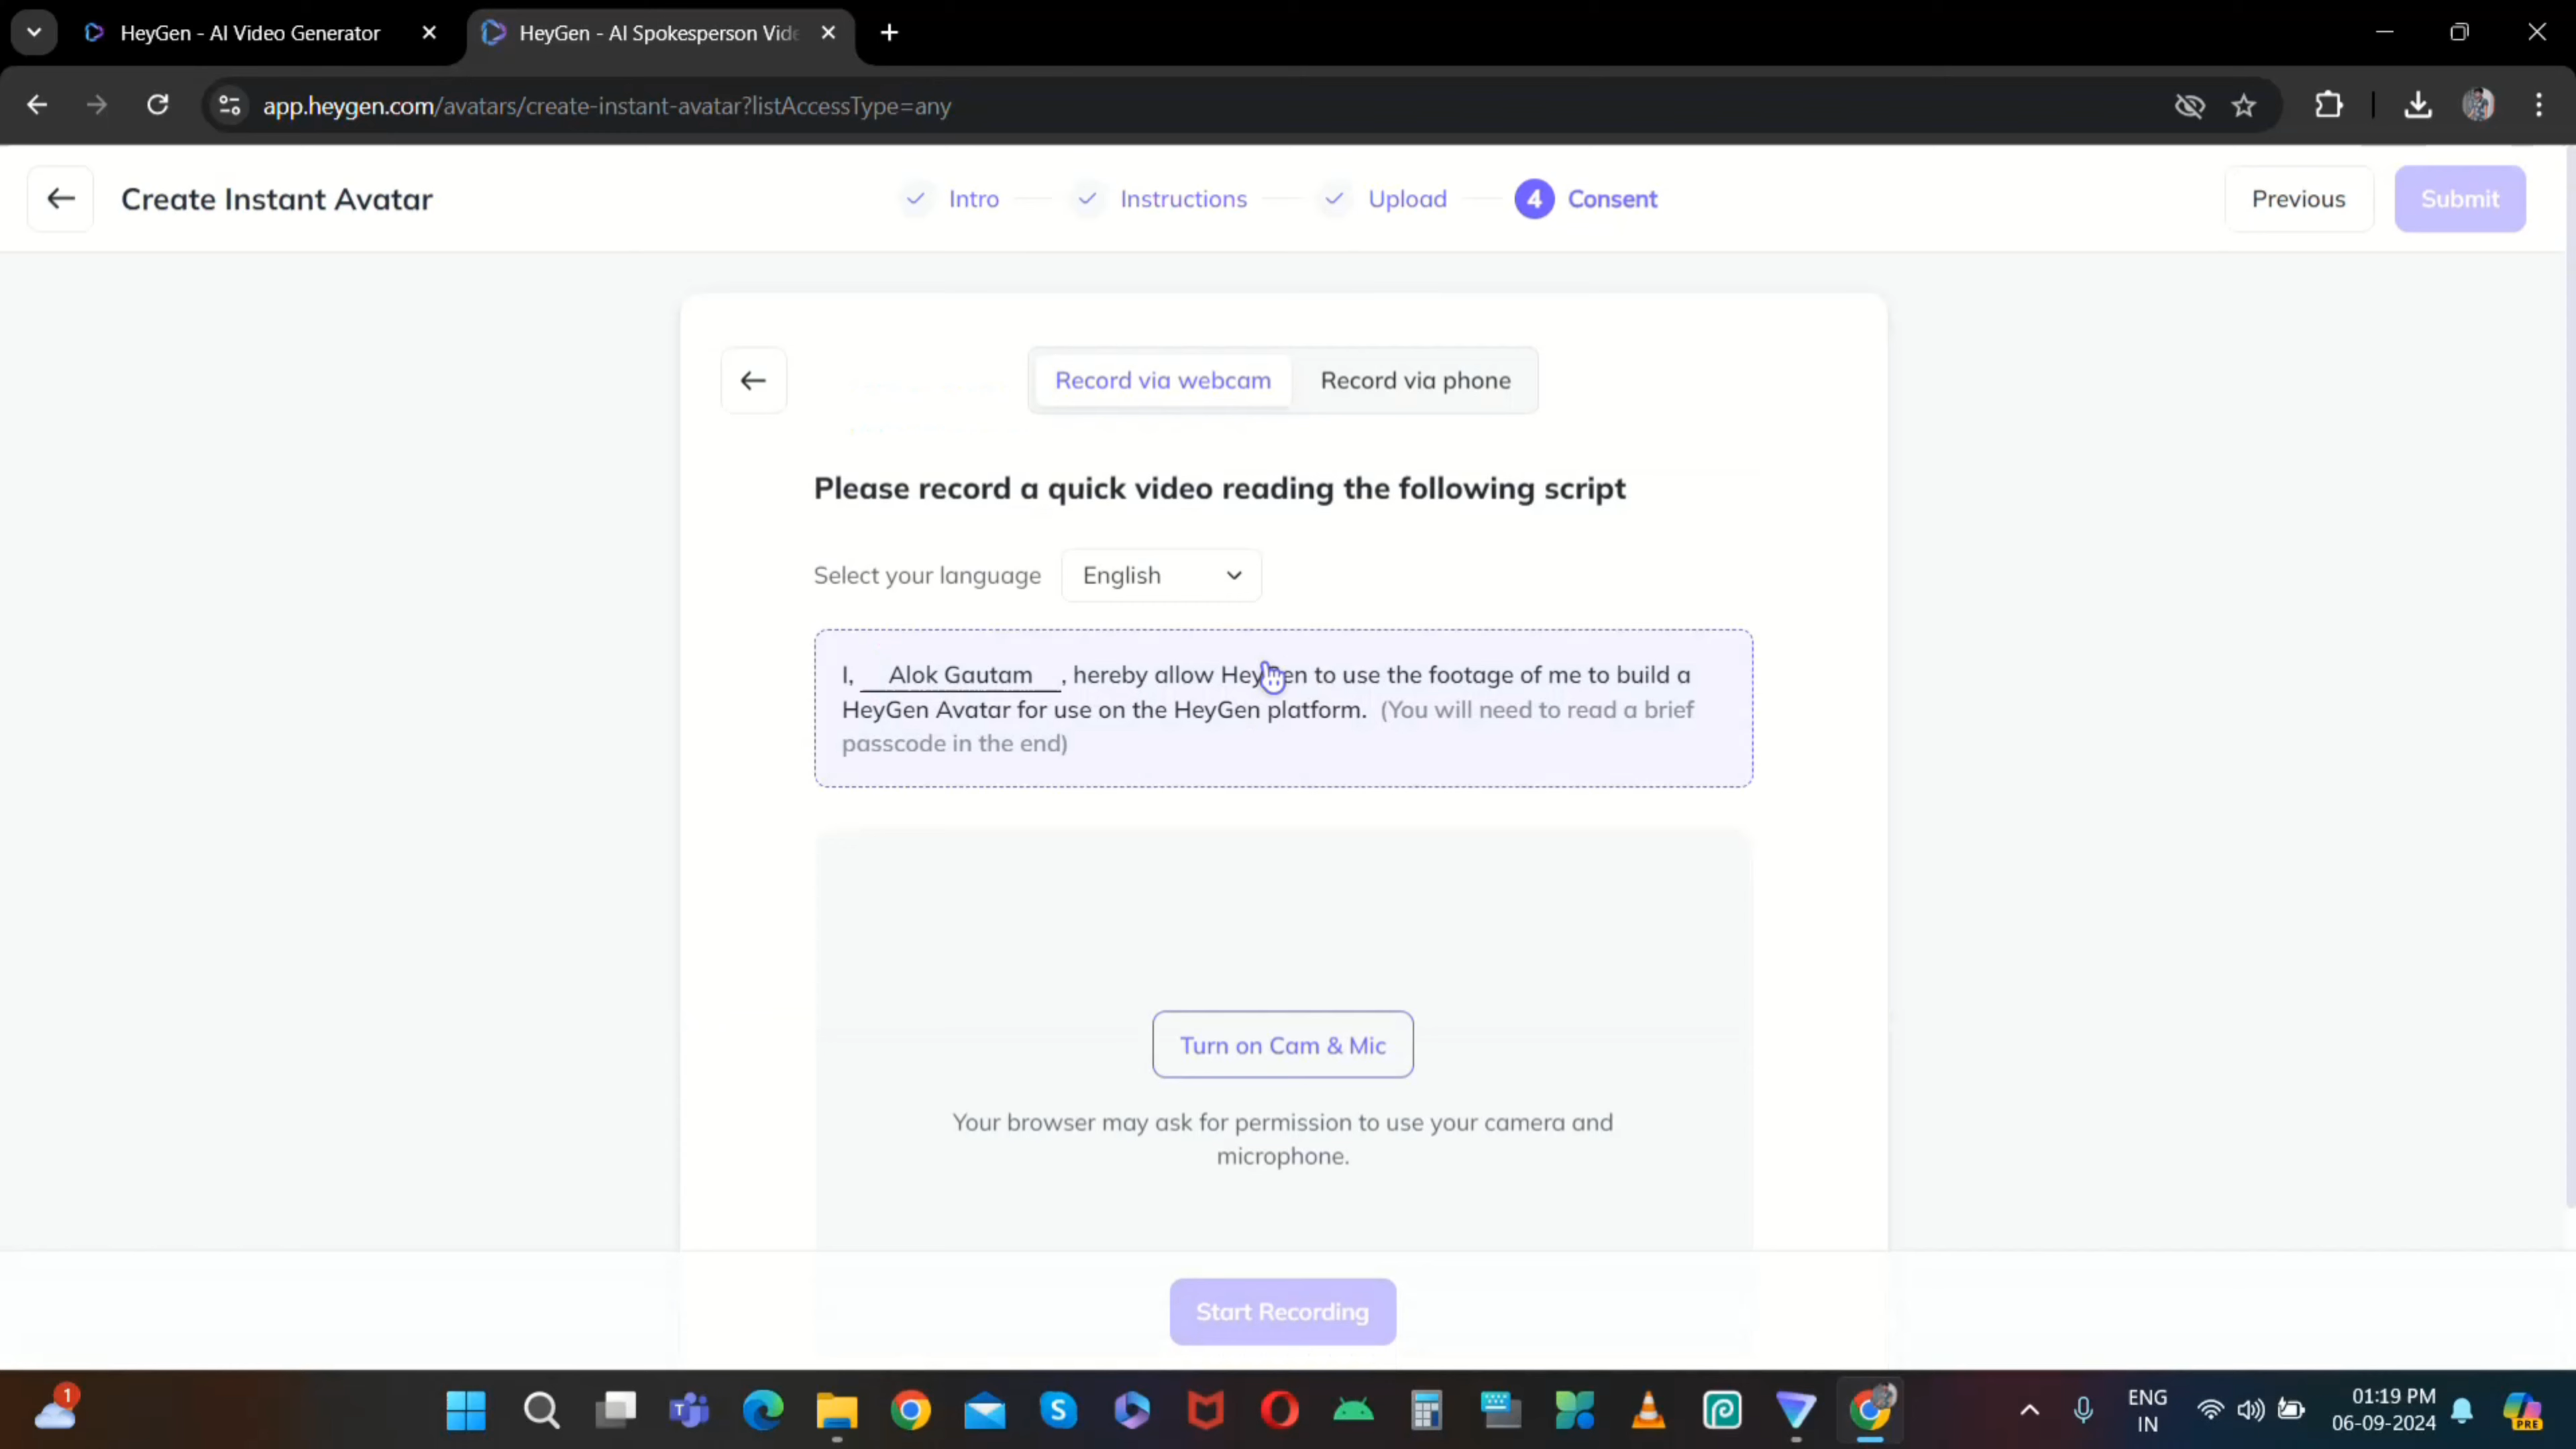 HeyGen - AI Video Generator
HeyGen - AI Spokesperson Vide
app.heygen.com/avatars/create-instant-avatar?listAccessType=any
Create Instant Avatar
Intro
Instructions
Upload
4 Consent
Previous
Submit
Record via webcam
Record via phone
Please record a quick video reading the following script
Select your language English
I, Alok Gautam, hereby allow HeyGen to use the footage of me to build a
HeyGen Avatar for use on the HeyGen platform. (You will need to read a brief
passcode in the end)
Turn on Cam & Mic
Your browser may ask for permission to use your camera and
microphone.
Start Recording
1
ENG
IN
01:19 PM
06-09-2024
PRE